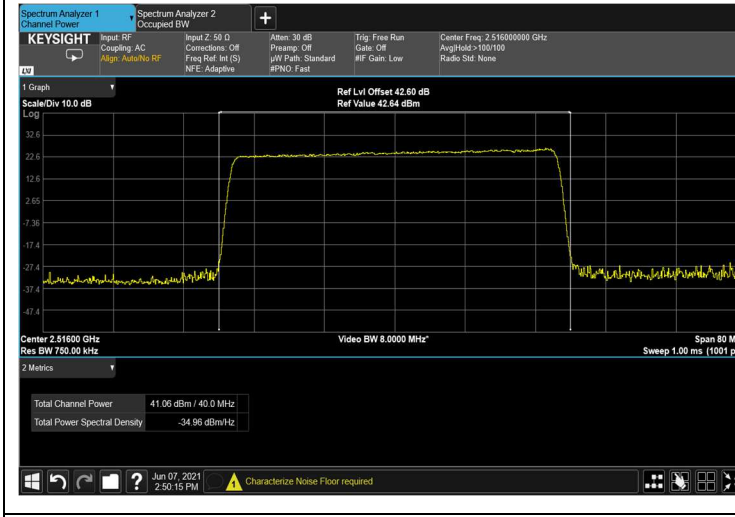 Spectrum Analyzer 1
Channel Power
Spectrum Analyzer 2
Occupied BW
KEYSIGHT
LXI
Input: RF
Coupling: AC
Align: Auto/No RF
Input Z: 50 Ω
Corrections: Off
Freq Ref: Int (S)
NFE: Adaptive
Atten: 30 dB
Preamp: Off
µW Path: Standard
#PNO: Fast
Trig: Free Run
Gate: Off
#IF Gain: Low
Center Freq: 2.516000000 GHz
Avg|Hold:>100/100
Radio Std: None
1 Graph
Scale/Div 10.0 dB
Ref Lvl Offset 42.60 dB
Ref Value 42.64 dBm
Log
32.6
22.6
12.6
2.65
-7.36
-17.4
-27.4
-37.4
-47.4
Center 2.51600 GHz
Res BW 750.00 kHz
Video BW 8.0000 MHz*
Span 80 M
Sweep 1.00 ms (1001 p
2 Metrics
Total Channel Power 41.06 dBm / 40.0 MHz
Total Power Spectral Density -34.96 dBm/Hz
? Jun 07, 2021
2:50:15 PM
1 Characterize Noise Floor required